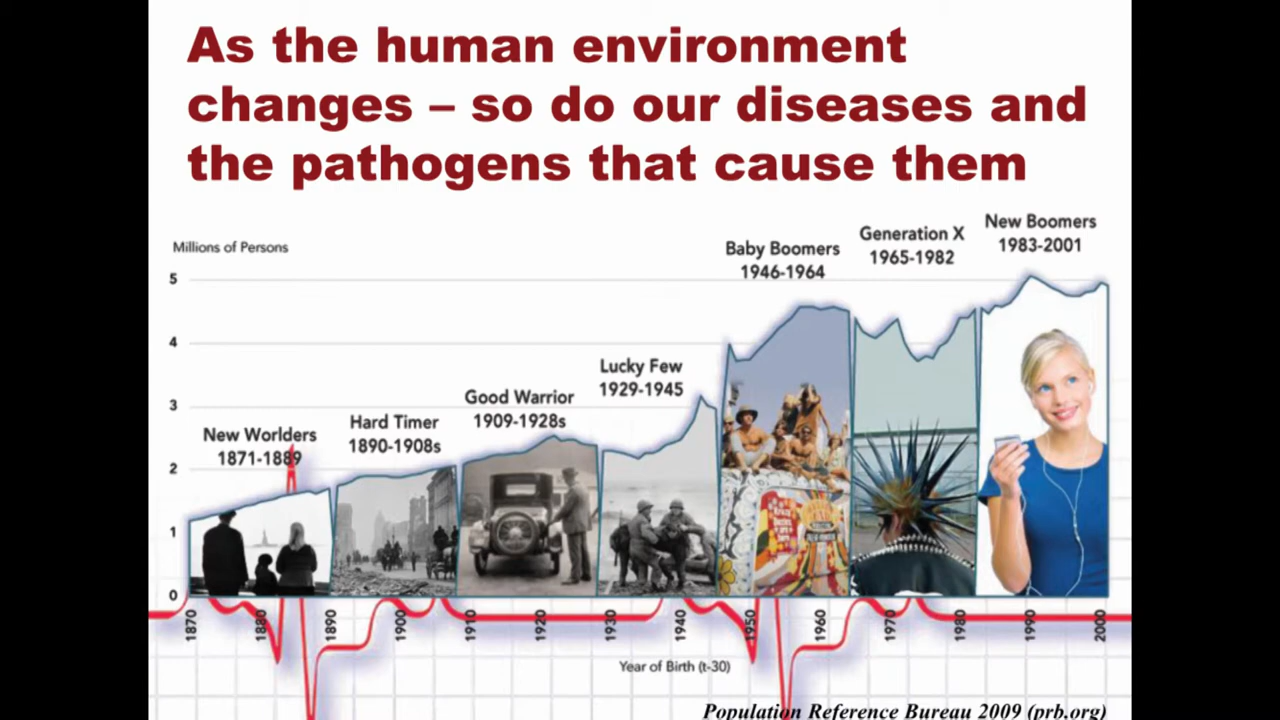 As the human environment
changes – so do our diseases and
the pathogens that cause them
Millions of Persons
New Boomers
1983-2001
Generation X
1965-1982
Baby Boomers
1946-1964
Lucky Few
1929-1945
Good Warrior
1909-1928s
Hard Timer
1890-1908s
New Worlders
1871-1889
5
4
3
2
1
0
1870
1880
1890
1900
1910
1920
1930
1940
1950
1960
1970
1980
1990
2000
Year of Birth (t-30)
Population Reference Bureau 2009 (prb.org)